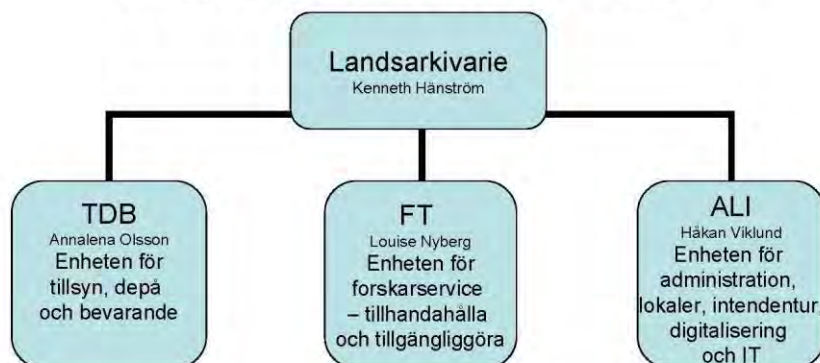 Landsarkivarie
Kenneth Hänström
TDB
Annalena Olsson
Enheten för
tillsyn, depå
och bevarande
FT
Louise Nyberg
Enheten för
forskarservice
– tillhandahålla
och tillgängliggöra
ALI
Håkan Viklund
Enheten för
administration,
lokaler, intendentur,
digitalisering
och IT